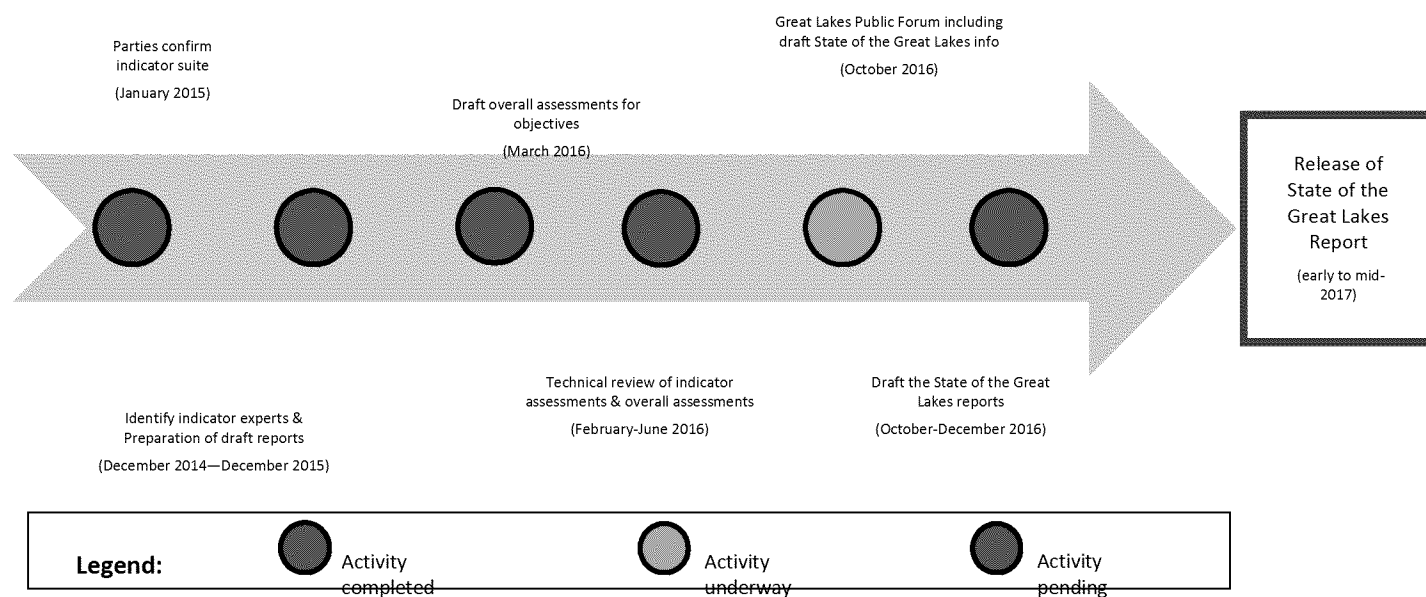 Great Lakes Public Forum including
draft State of the Great Lakes info
(October 2016)
Parties confirm
indicator suite
(January 2015)
Draft overall assessments for
objectives
(March 2016)
Release of
State of the
Great Lakes
Report
(early to mid-
2017)
Technical review of indicator
assessments & overall assessments
(February-June 2016)
Draft the State of the Great
Lakes reports
(October-December 2016)
Identify indicator experts &
Preparation of draft reports
(December 2014—December 2015)
Legend:
Activity
completed
Activity
underway
Activity
pending